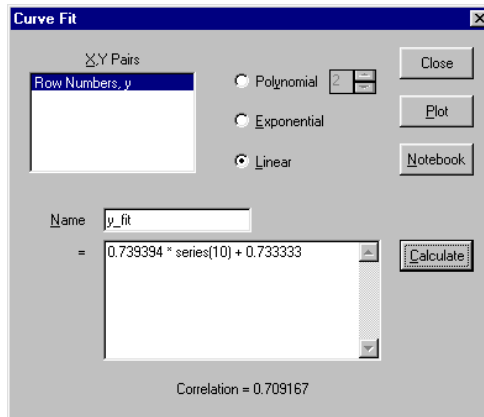 Curve Fit
X,Y Pairs
Row Numbers, y
Polynomial 2
Exponential
Linear
Close
Plot
Notebook
Name y_fit
= 0.739394 * series(10) + 0.733333
Calculate
Correlation = 0.709167